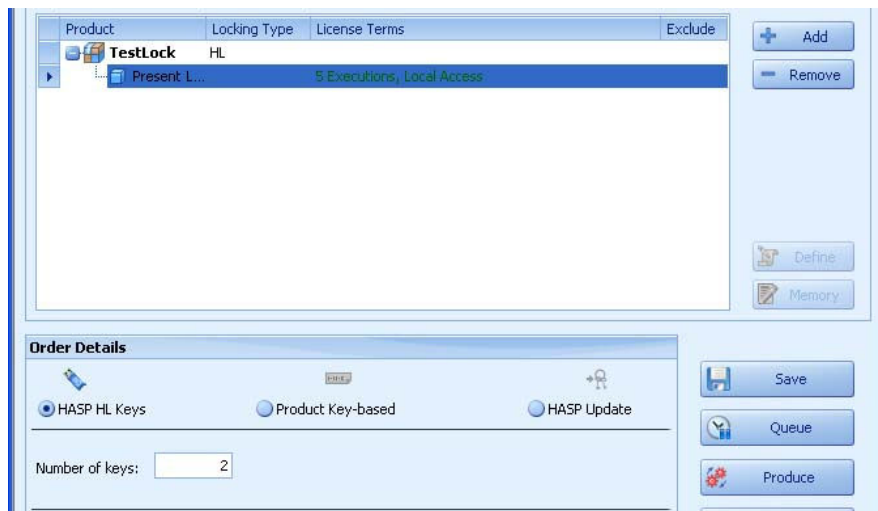 Product Locking Type License Terms Exclude
TestLock HL
Present L... 5 Executions, Local Access
Add
Remove
Define
Memory
Order Details
HASP HL Keys Product Key-based HASP Update
Number of keys: 2
Save
Queue
Produce